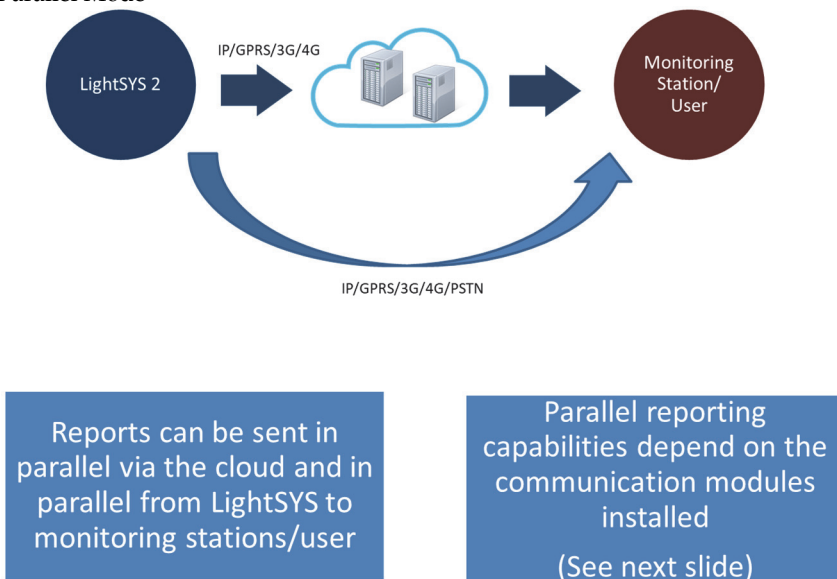 Parallel Mode
IP/GPRS/3G/4G
LightSYS 2
Monitoring
Station/
User
IP/GPRS/3G/4G/PSTN
Reports can be sent in
parallel via the cloud and in
parallel from LightSYS to
monitoring stations/user
Parallel reporting
capabilities depend on the
communication modules
installed
(See next slide)